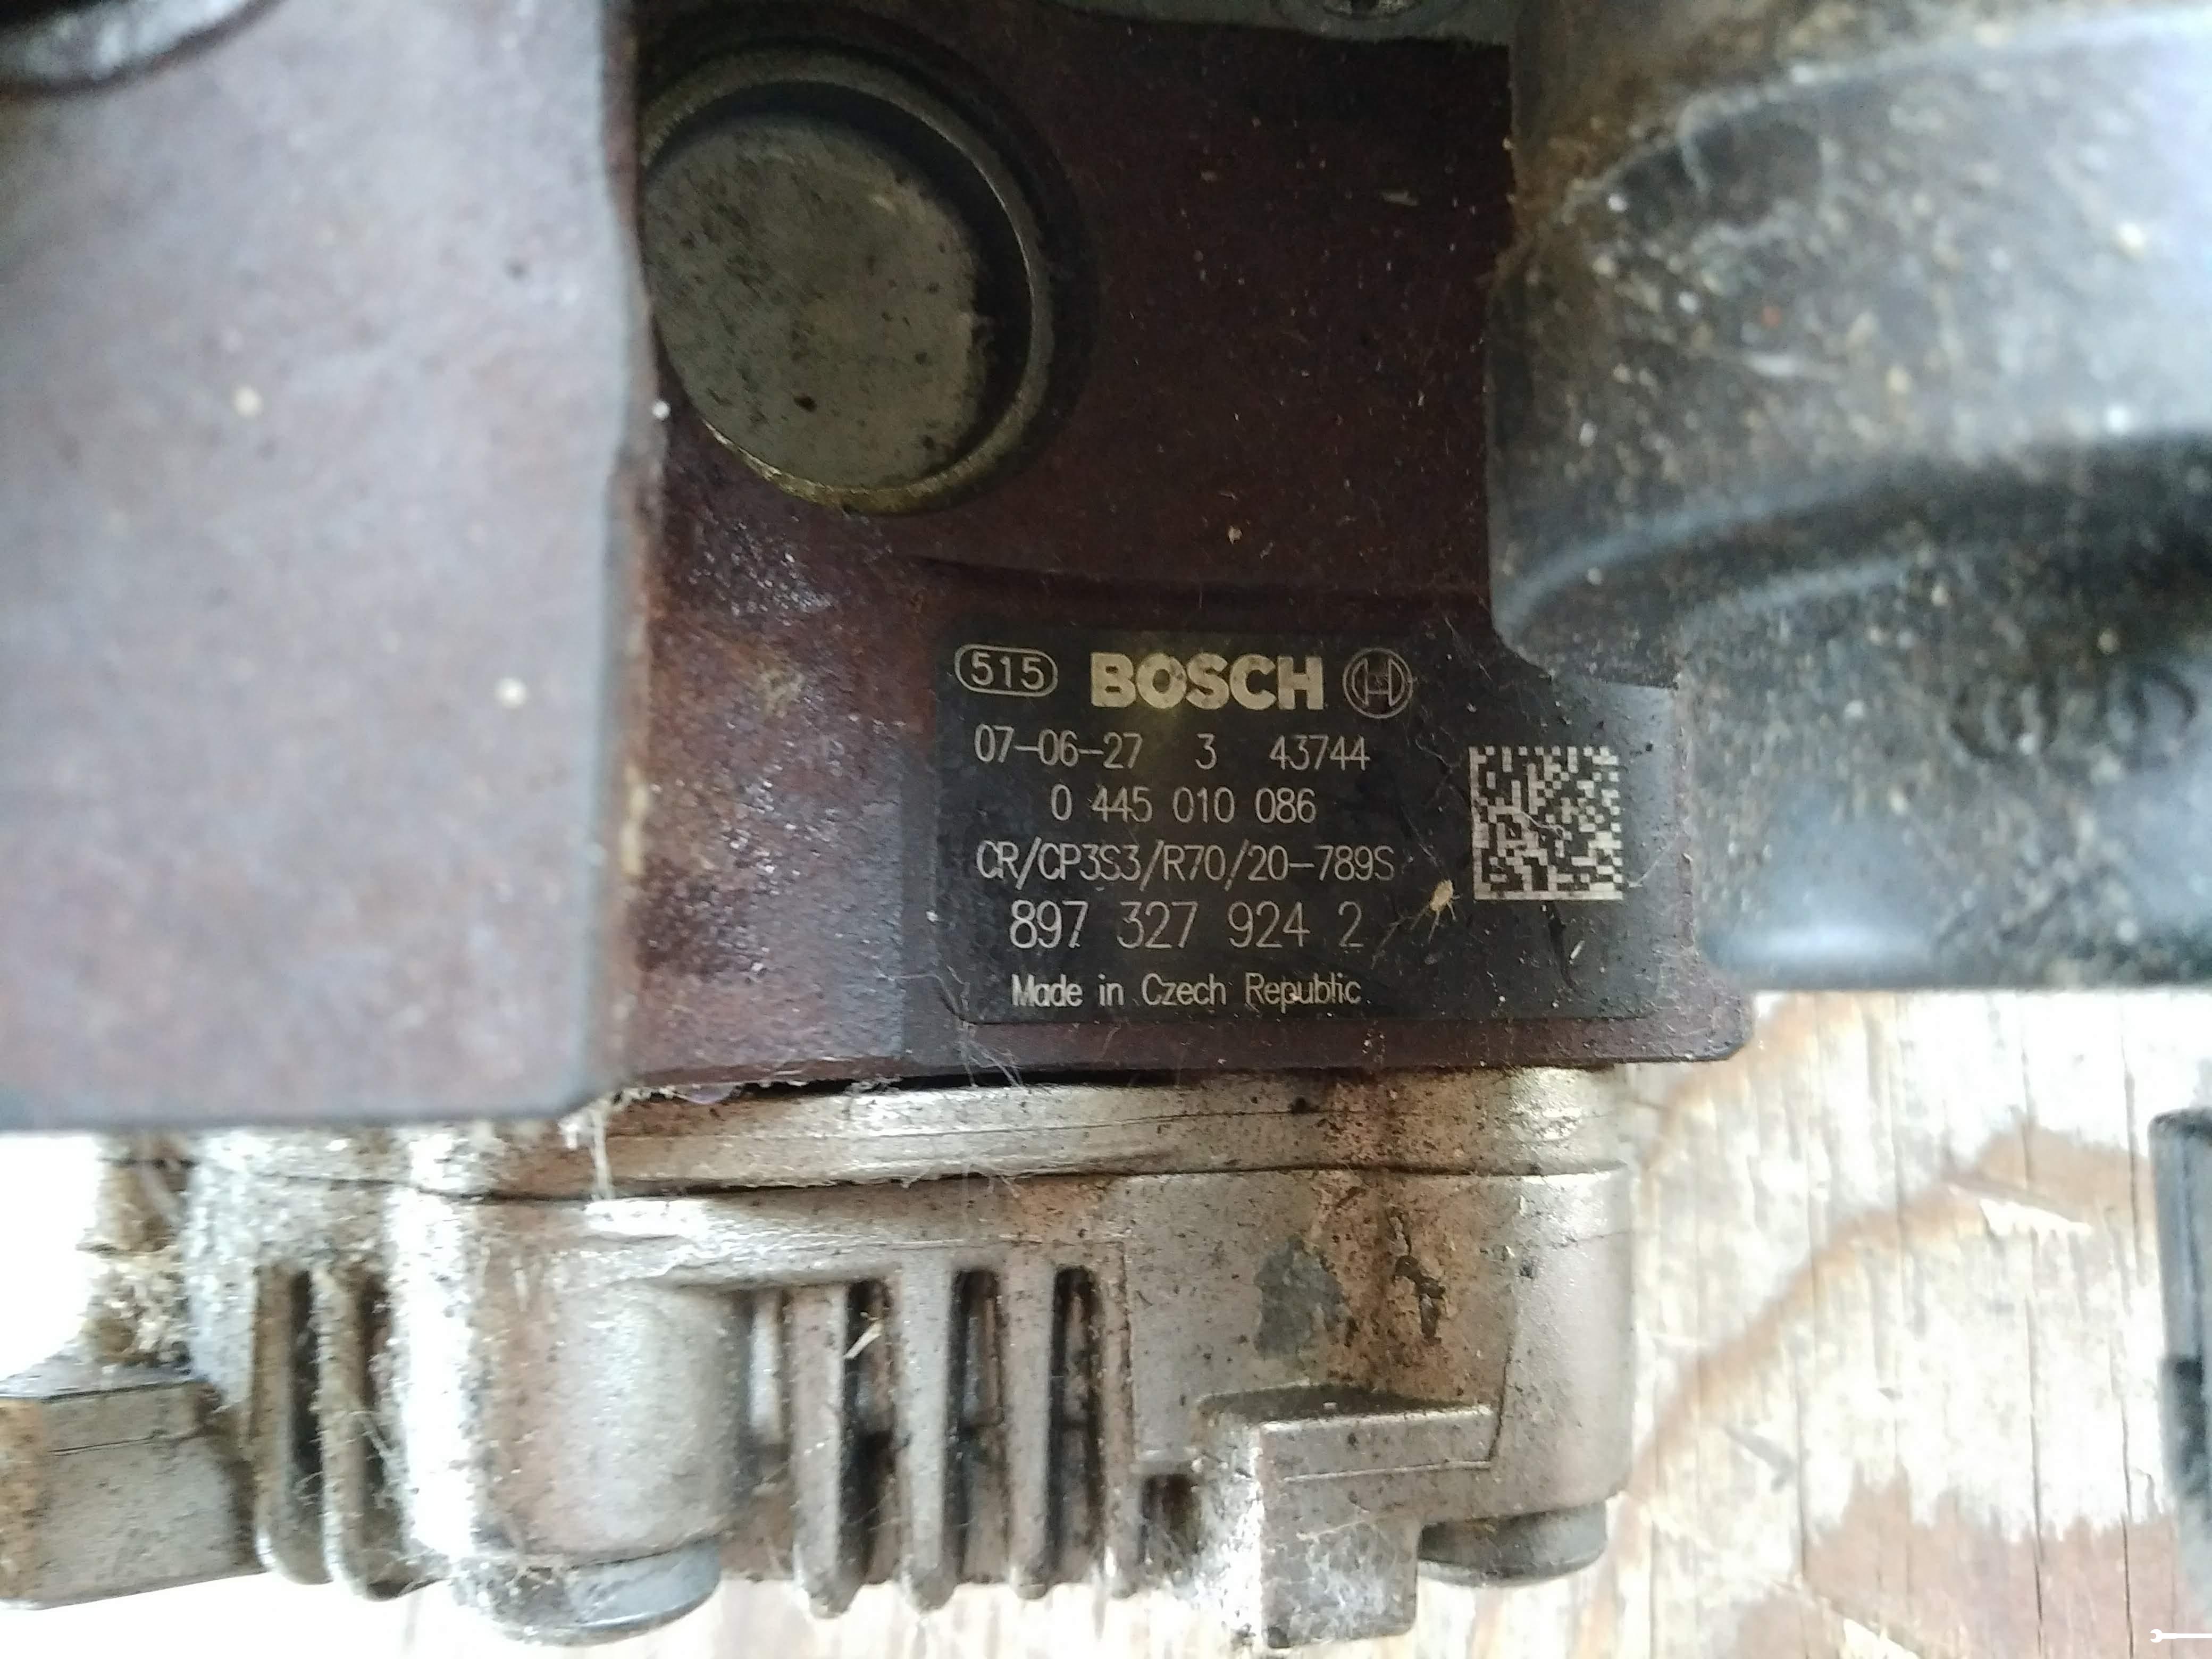 515 BOSCH
07-06-27 3 43744
0 445 010 086
CR/CP3S3/R70/20-789S
897 327 924 2
Made in Czech Republic